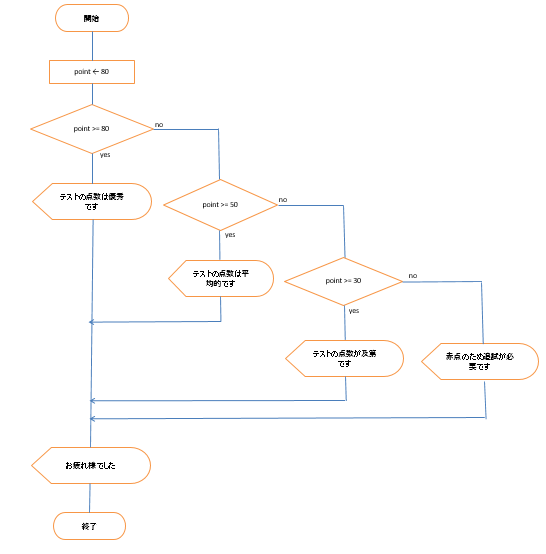 開始
point ← 80
point >= 80
no
yes
テストの点数は優秀
です
point >= 50
no
yes
テストの点数は平
均的です
point >= 30
no
yes
テストの点数が及第
です
赤点のため追試が必
要です
お疲れ様でした
終了